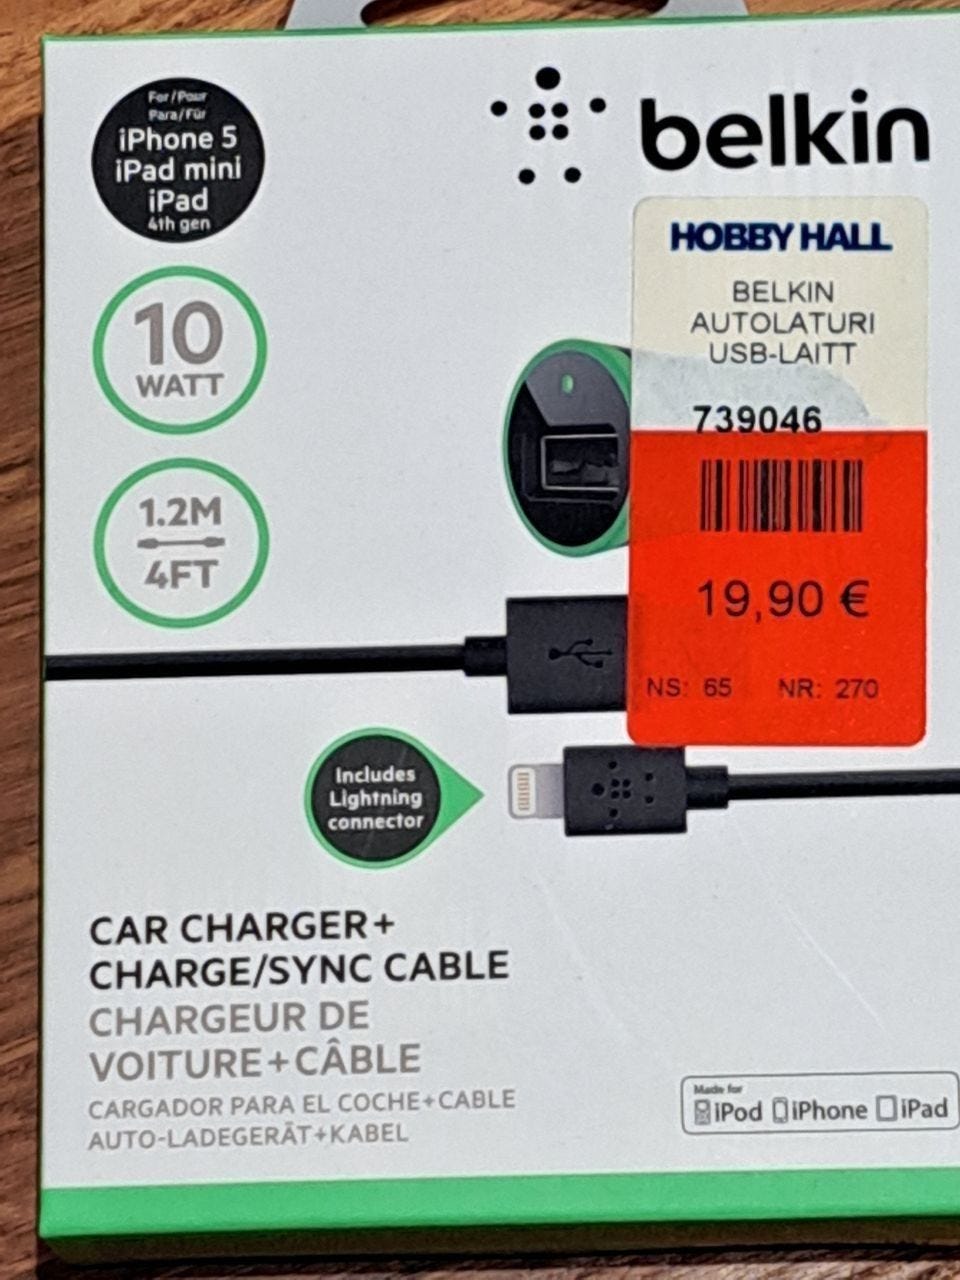 For/Pour
Para/Für
iPhone 5
iPad mini
iPad
4th gen
belkin
10
WATT
1.2M
4FT
HOBBY HALL
BELKIN
AUTOLATURI
USB-LAITT
739046
19,90 €
NS: 65 NR: 270
Includes
Lightning
connector
CAR CHARGER+
CHARGE/SYNC CABLE
CHARGEUR DE
VOITURE+CÂBLE
CARGADOR PARA EL COCHE+CABLE
AUTO-LADEGERÄT+KABEL
Made for
iPod iPhone iPad